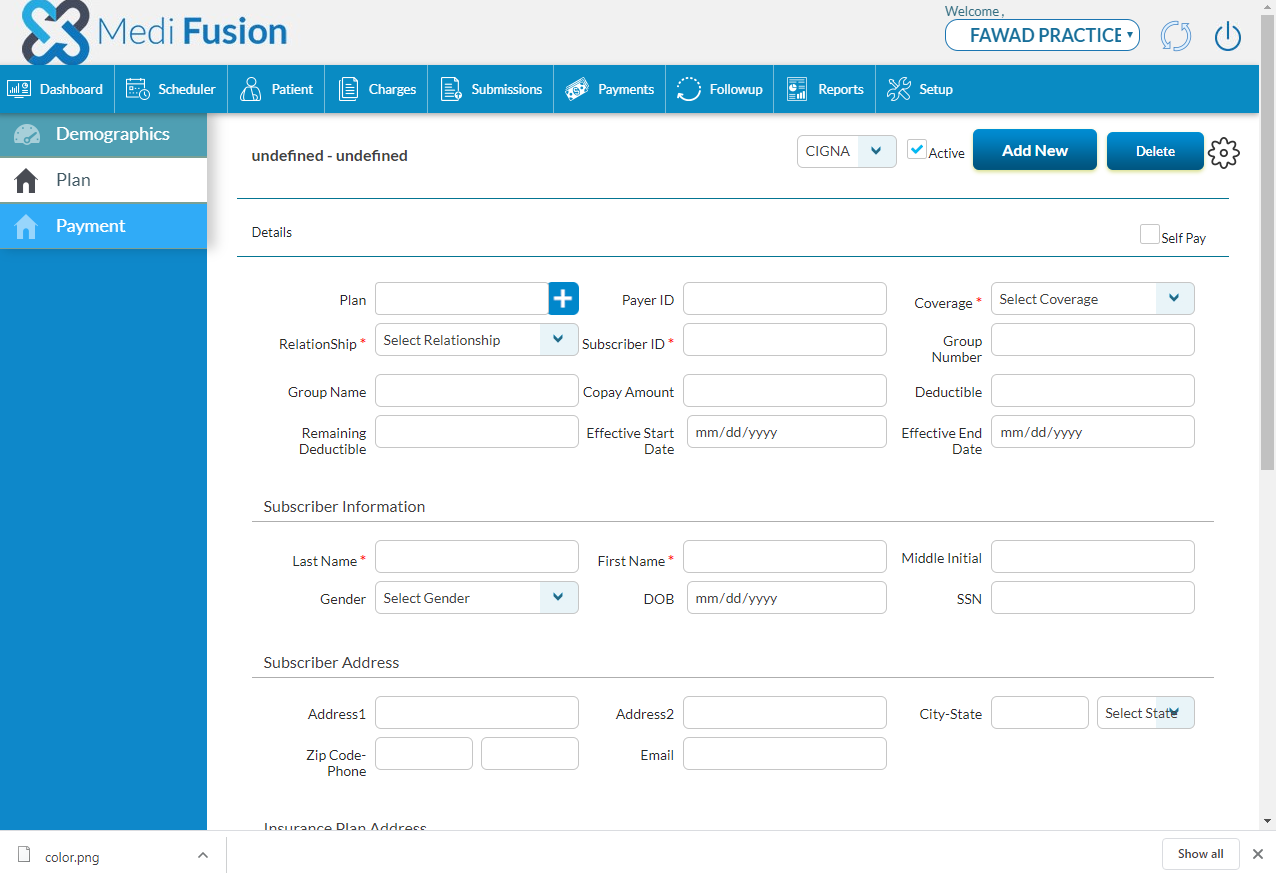 Medi Fusion
Welcome ,
FAWAD PRACTICE
Dashboard Scheduler Patient Charges Submissions Payments Followup Reports Setup
Demographics
Plan
Payment
undefined - undefined
CIGNA
Active
Add New
Delete
Details
Self Pay
Plan
Payer ID
Coverage * Select Coverage
RelationShip * Select Relationship
Subscriber ID *
Group
Number
Group Name
Copay Amount
Deductible
Remaining
Deductible
Effective Start
Date
mm/dd/yyyy
Effective End
Date
mm/dd/yyyy
Subscriber Information
Last Name *
First Name *
Middle Initial
Gender Select Gender
DOB mm/dd/yyyy
SSN
Subscriber Address
Address1
Address2
City-State
Select State
Zip Code-
Phone
Email
Insurance Plan Address
color.png
Show all